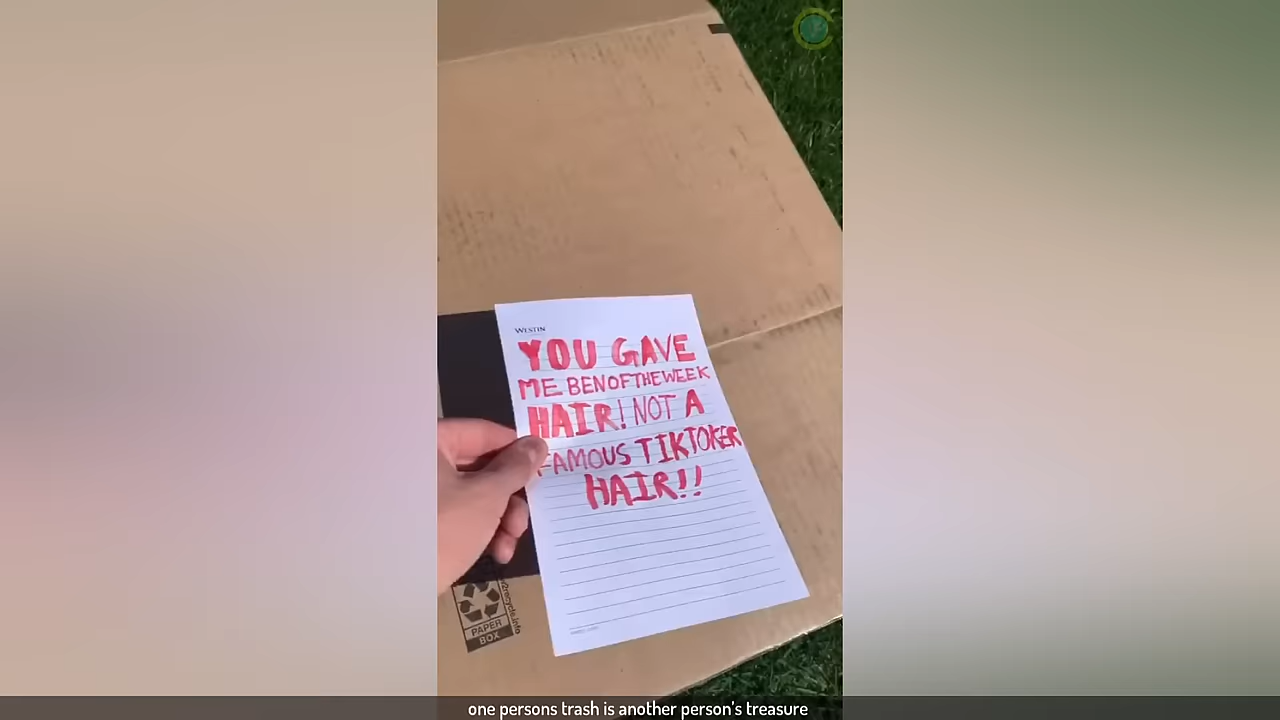 WESTIN
YOU GAVE
ME BENOFTHEWEEK
HAIR! NOT A
FAMOUS TIKTOKER
HAIR!!
PAPER
BOX
one persons trash is another person's treasure